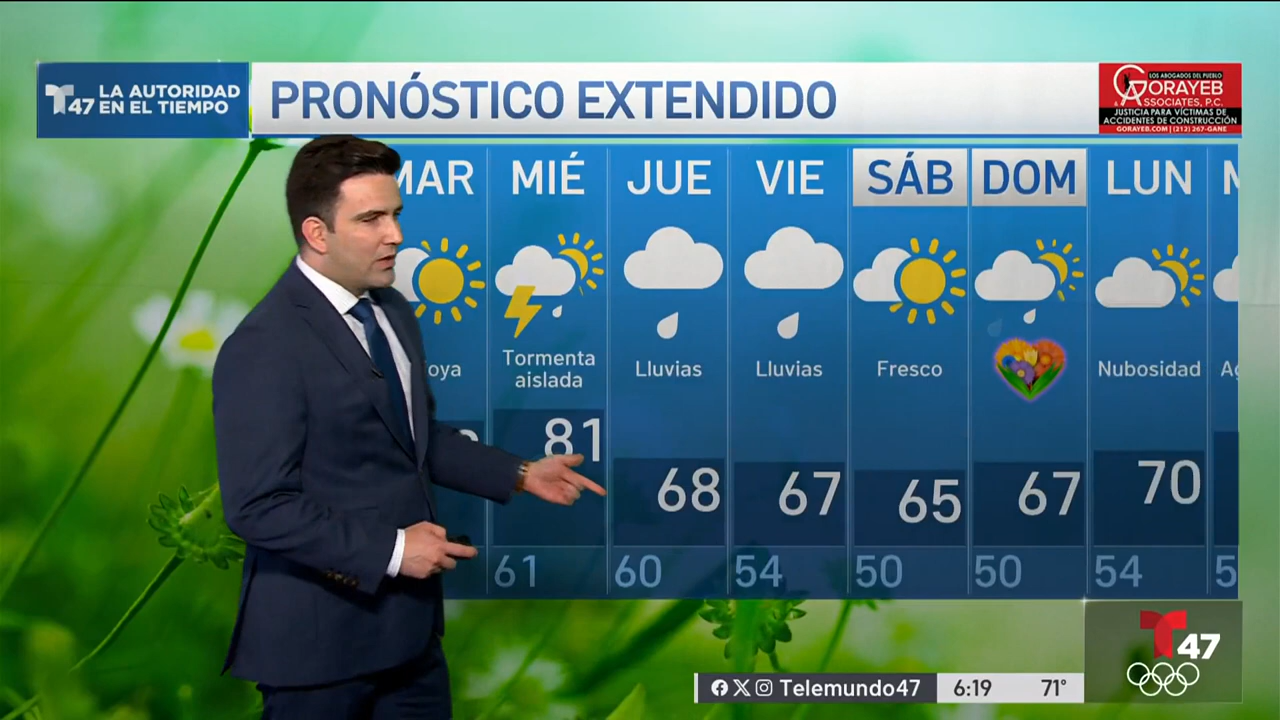 T47 LA AUTORIDAD
EN EL TIEMPO
PRONÓSTICO EXTENDIDO
LOS ABOGADOS DEL PUEBLO
GORAYEB
& ASSOCIATES, P.C.
JUSTICIA PARA VÍCTIMAS DE
ACCIDENTES DE CONSTRUCCIÓN
GORAYEB.COM | (212) 267-GANE
MAR MIÉ JUE VIE SÁB DOM LUN
Tormenta
aislada
Lluvias Lluvias Fresco Nubosidad
81 68 67 65 67 70
61 60 54 50 50 54
T47
Telemundo47 6:19 71°